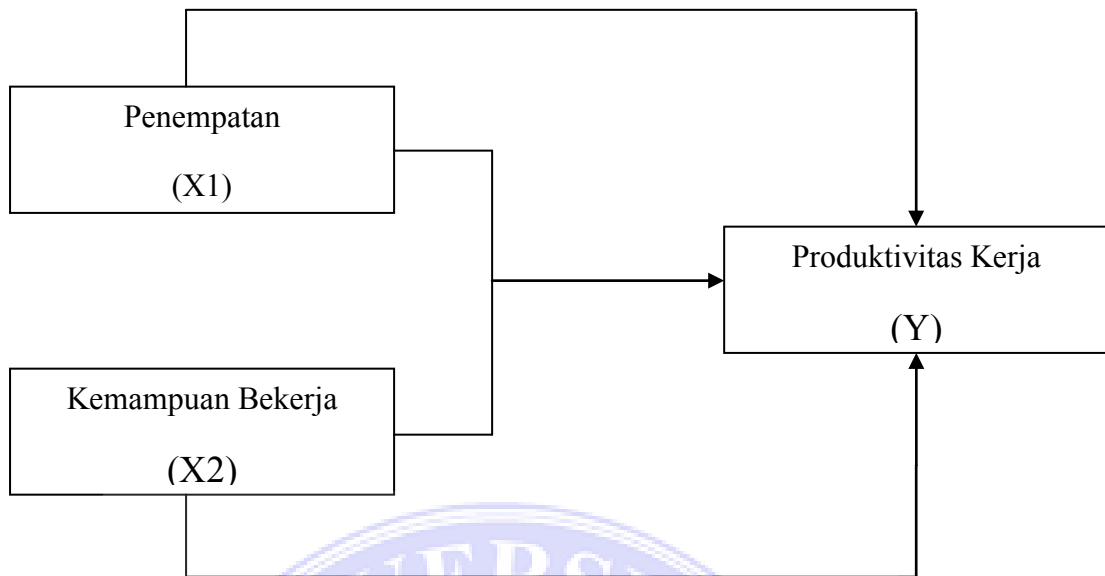 Penempatan
(X1)
Produktivitas Kerja
(Y)
Kemampuan Bekerja
(X2)